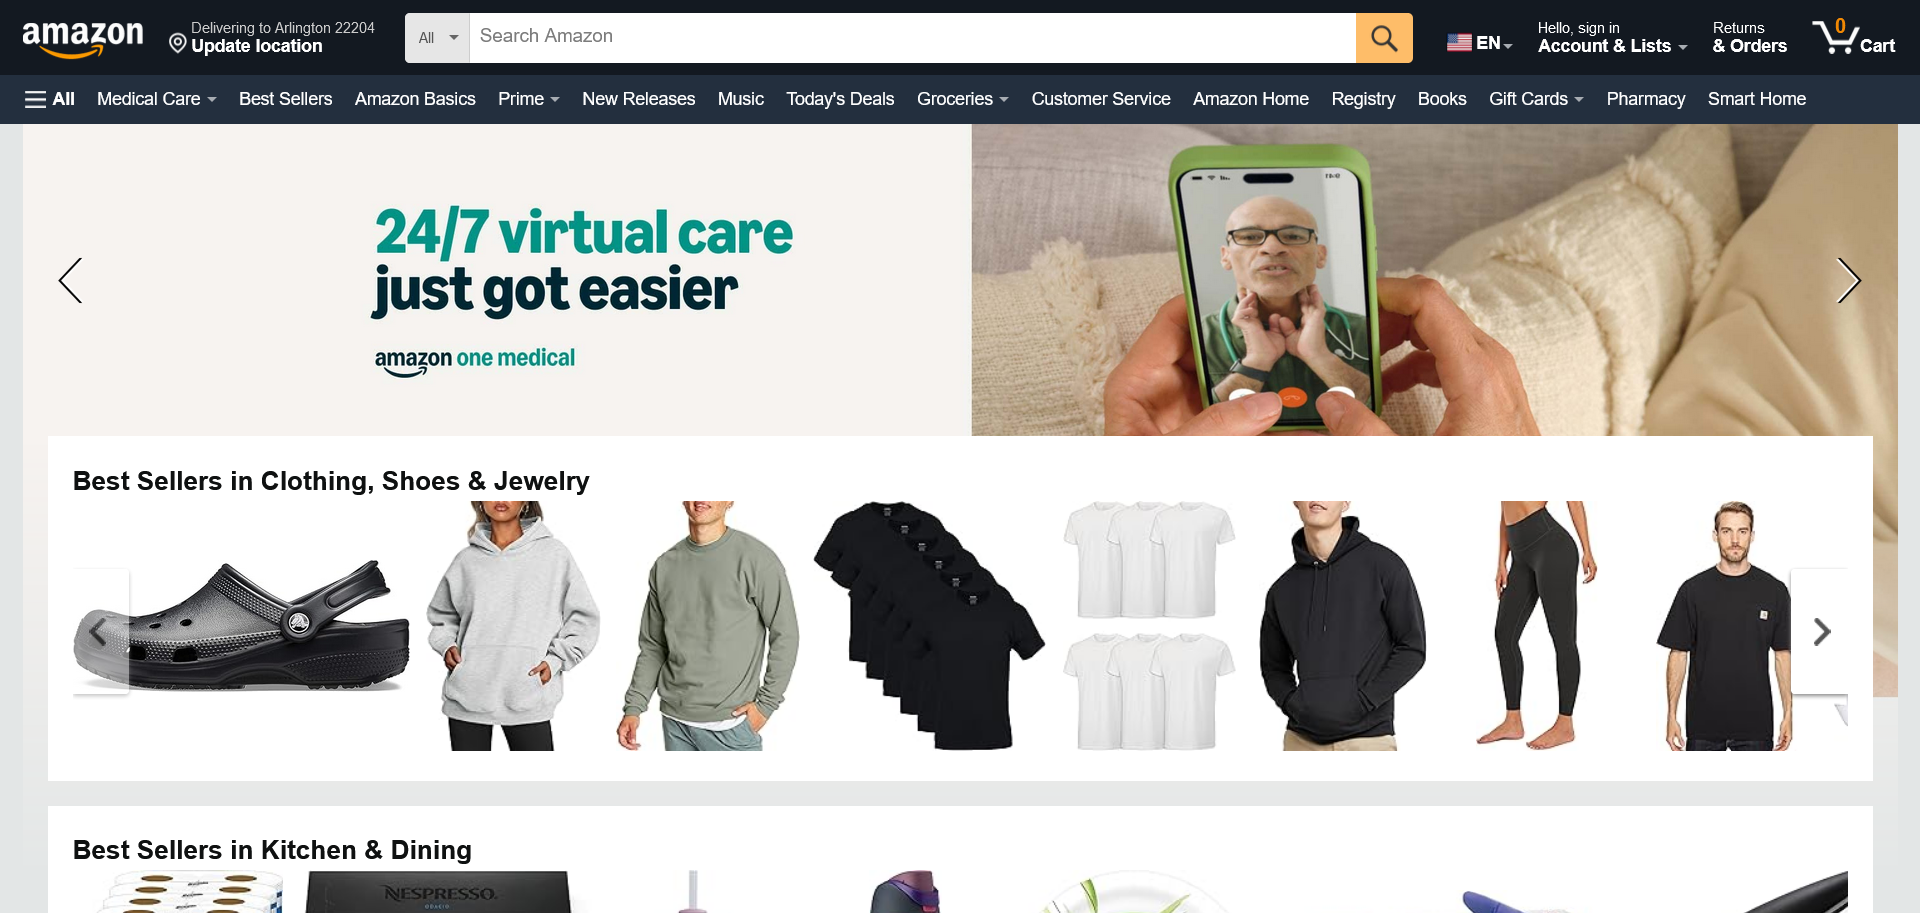 amazon
Delivering to Arlington 22204
Update location
All
Search Amazon
EN
Hello, sign in
Account & Lists
Returns
& Orders
0
Cart
All
Medical Care
Best Sellers
Amazon Basics
Prime
New Releases
Music
Today's Deals
Groceries
Customer Service
Amazon Home
Registry
Books
Gift Cards
Pharmacy
Smart Home
24/7 virtual care
just got easier
amazon one medical
Best Sellers in Clothing, Shoes & Jewelry
Best Sellers in Kitchen & Dining
NESPRESSO